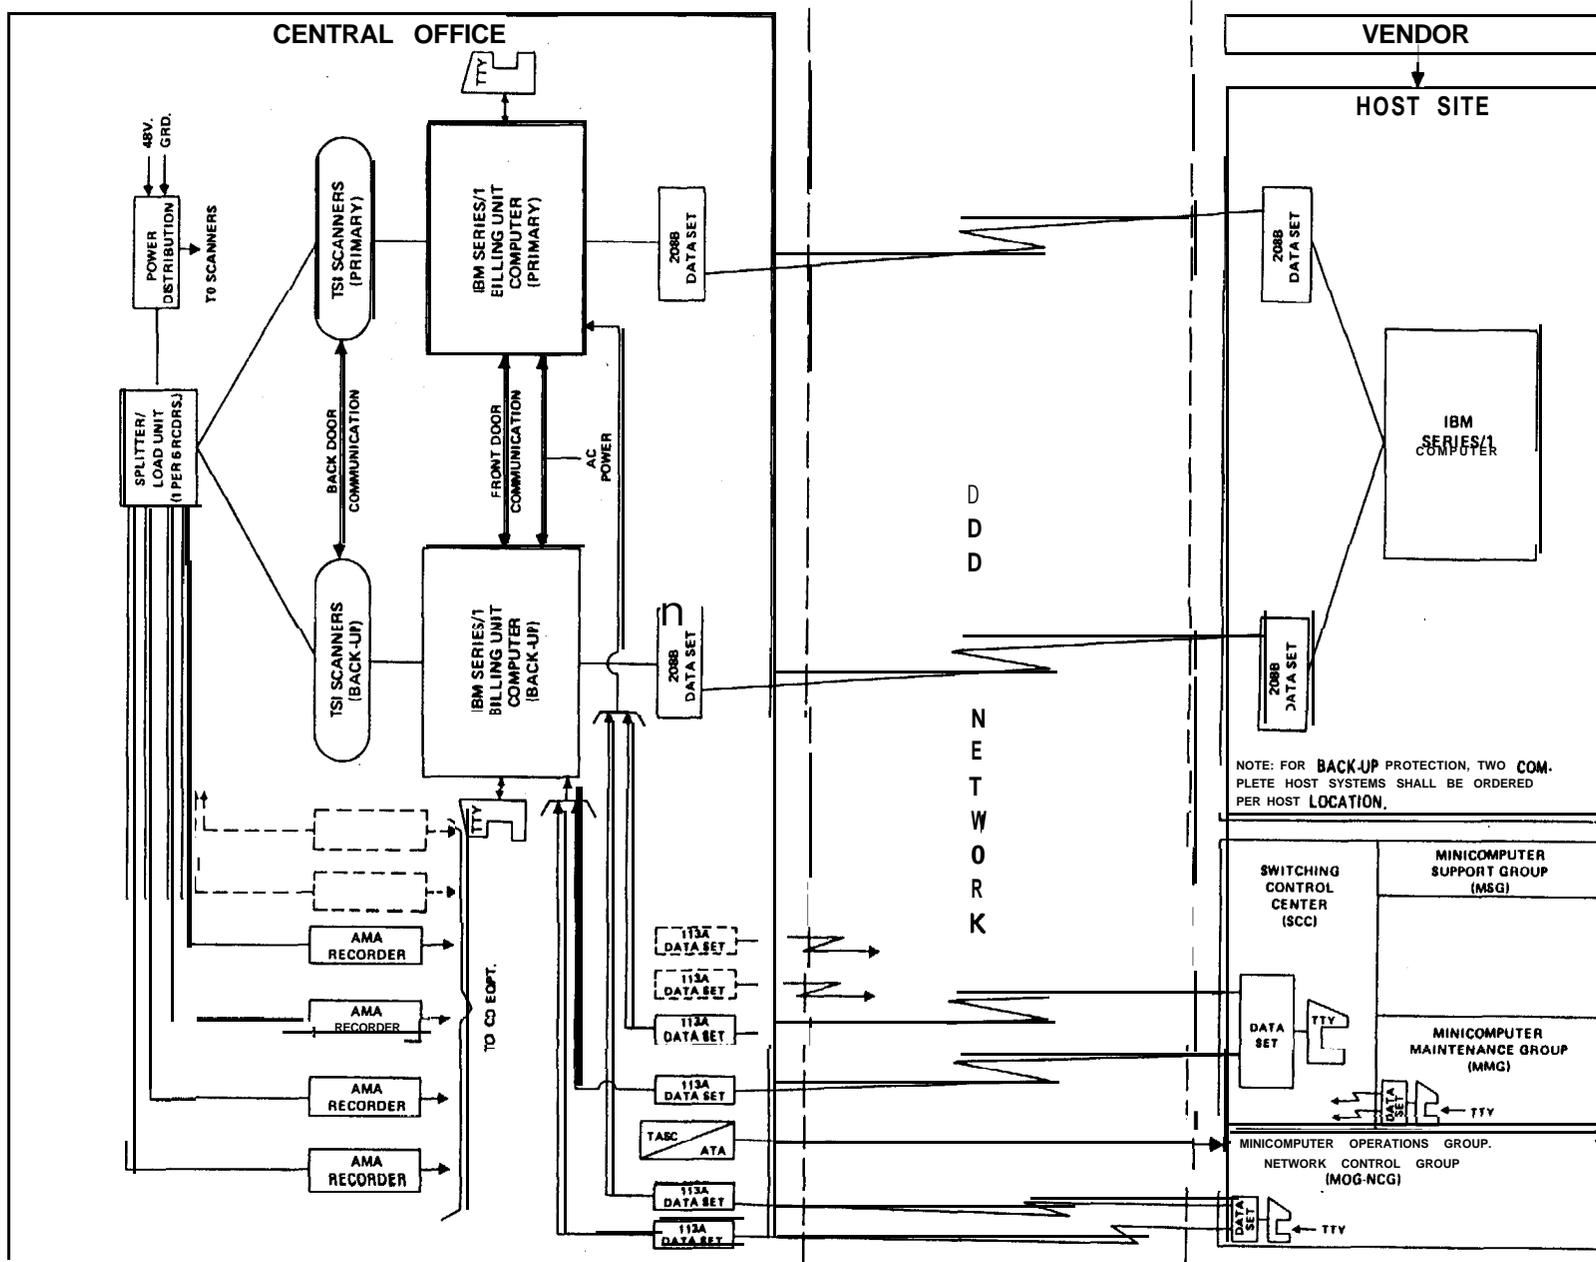 CENTRAL OFFICE
VENDOR
HOST SITE
TTY
48V.
GRD.
POWER
DISTRIBUTION
TO SCANNERS
TSI SCANNERS
(PRIMARY)
IBM SERIES/1
BILLING UNIT
COMPUTER
(PRIMARY)
208B
DATA SET
208B
DATA SET
SPLITTER/
LOAD UNIT
(1 PER 6 RCDRS.)
BACK DOOR
COMMUNICATION
FRONT DOOR
COMMUNICATION
AC
POWER
IBM
SERIES/1
COMPUTER
D
D
D
N
E
T
W
O
R
K
TSI SCANNERS
(BACK-UP)
IBM SERIES/1
BILLING UNIT
COMPUTER
(BACK-UP)
n
208B
DATA SET
208B
DATA SET
NOTE: FOR BACK-UP PROTECTION, TWO COM-
PLETE HOST SYSTEMS SHALL BE ORDERED
PER HOST LOCATION.
TTY
AMA
RECORDER
AMA
RECORDER
AMA
RECORDER
AMA
RECORDER
TO CO EQPT.
113A
DATA SET
113A
DATA SET
113A
DATA SET
113A
DATA SET
TASC
ATA
113A
DATA SET
113A
DATA SET
SWITCHING
CONTROL
CENTER
(SCC)
MINICOMPUTER
SUPPORT GROUP
(MSG)
DATA
SET
TTY
MINICOMPUTER
MAINTENANCE GROUP
(MMG)
DATA
SET
TTY
MINICOMPUTER OPERATIONS GROUP.
NETWORK CONTROL GROUP
(MOG-NCG)
DATA
SET
TTY